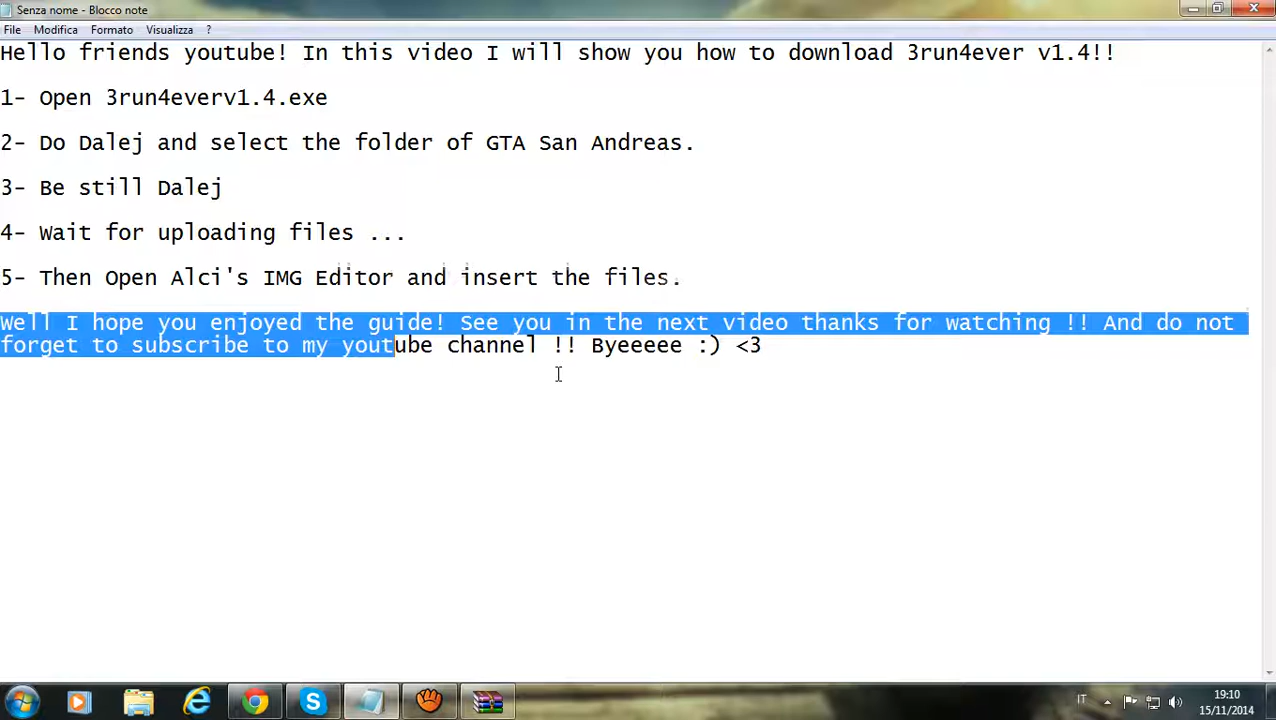 Senza nome - Blocco note
File Modifica Formato Visualizza ?
Hello friends youtube! In this video I will show you how to download 3run4ever v1.4!!
1- Open 3run4everv1.4.exe
2- Do Dalej and select the folder of GTA San Andreas.
3- Be still Dalej
4- Wait for uploading files ...
5- Then Open Alci's IMG Editor and insert the files.
Well I hope you enjoyed the guide! See you in the next video thanks for watching !! And do not
forget to subscribe to my youtube channel !! Byeeeee :) <3
IT
19:10
15/11/2014